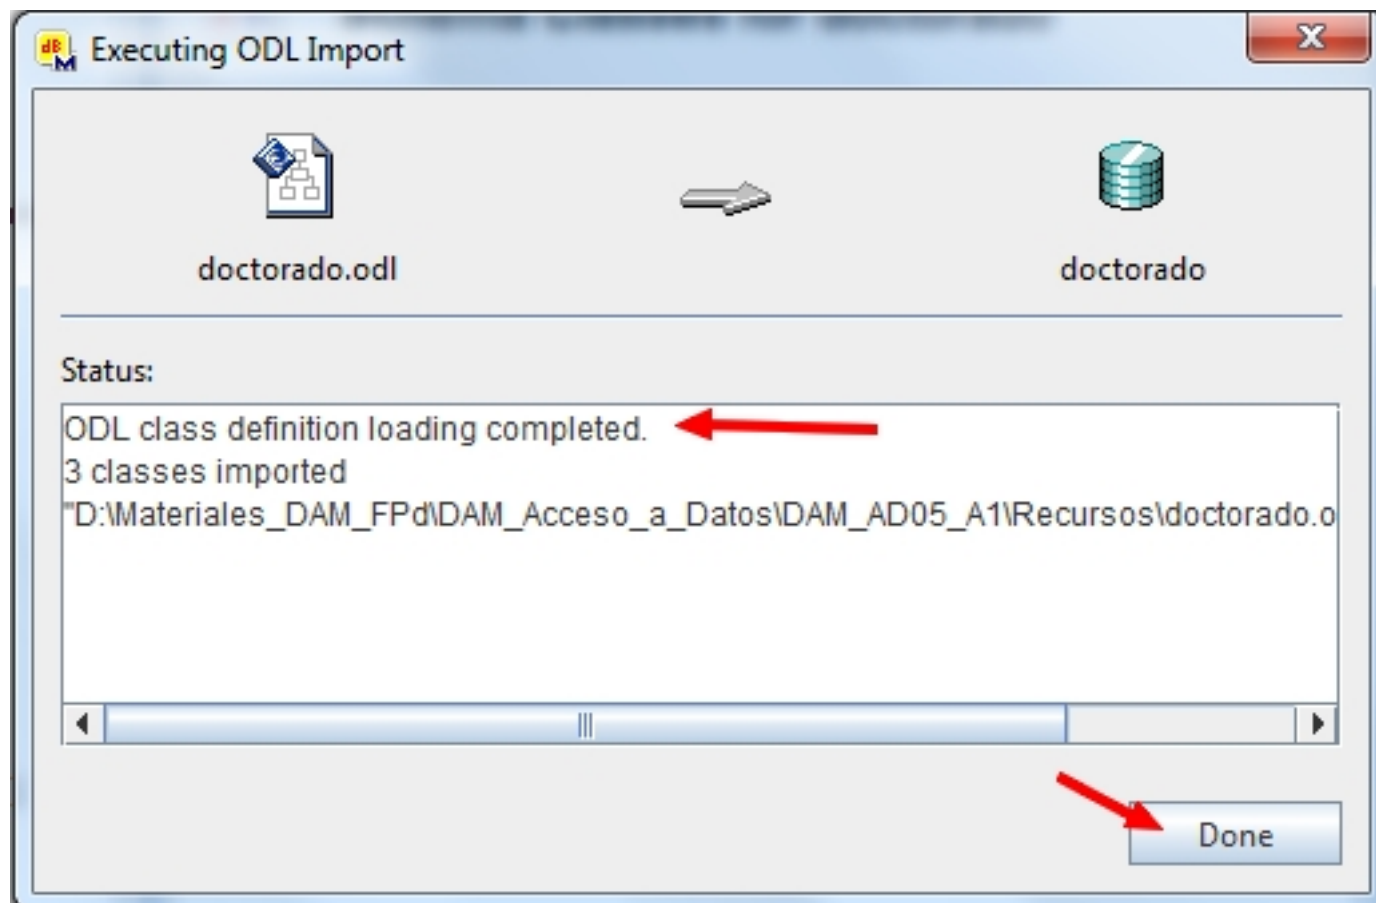 dB
M
Executing ODL Import
doctorado.odl
doctorado
Status:
ODL class definition loading completed.
3 classes imported
"D:\Materiales_DAM_FPd\DAM_Acceso_a_Datos\DAM_AD05_A1\Recursos\doctorado.o
Done